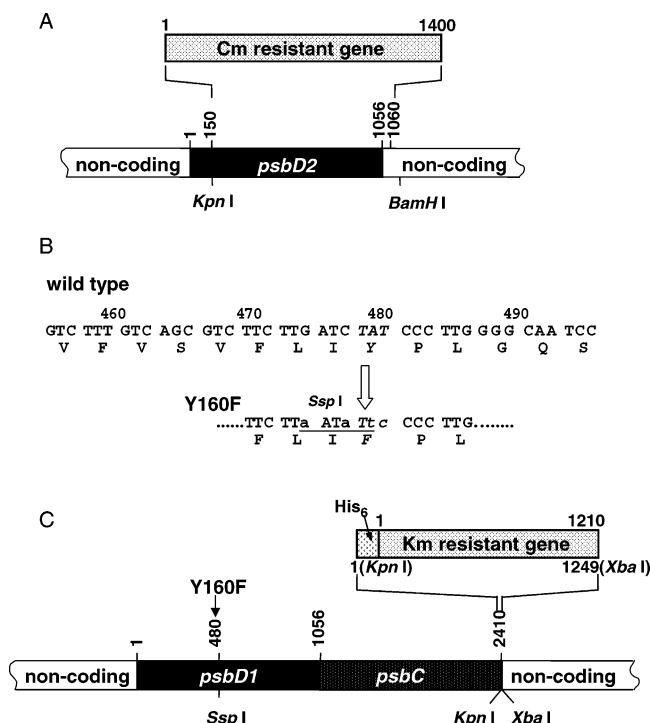 A
1 1400
Cm resistant gene
1 150 1056 1060
non-coding psbD2 non-coding
Kpn I BamH I
B
wild type
460 470 480 490
GTC TTT GTC AGC GTC TTC TTG ATC TAT CCC TTG GGG CAA TCC
V F V S V F L I Y P L G Q S
Ssp I
Y160F
......TTC TTa ATa Ttc CCC TTG........
F L I F P L
C
His6
1 1210
Km resistant gene
1(Kpn I) 1249(Xba I)
Y160F
1 480 1056 2410
non-coding psbD1 psbC non-coding
Ssp I Kpn I Xba I